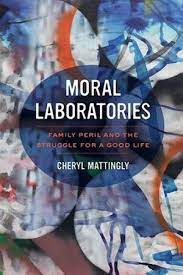 MORAL
LABORATORIES
FAMILY PERIL AND THE
STRUGGLE FOR A GOOD LIFE
CHERYL MATTINGLY